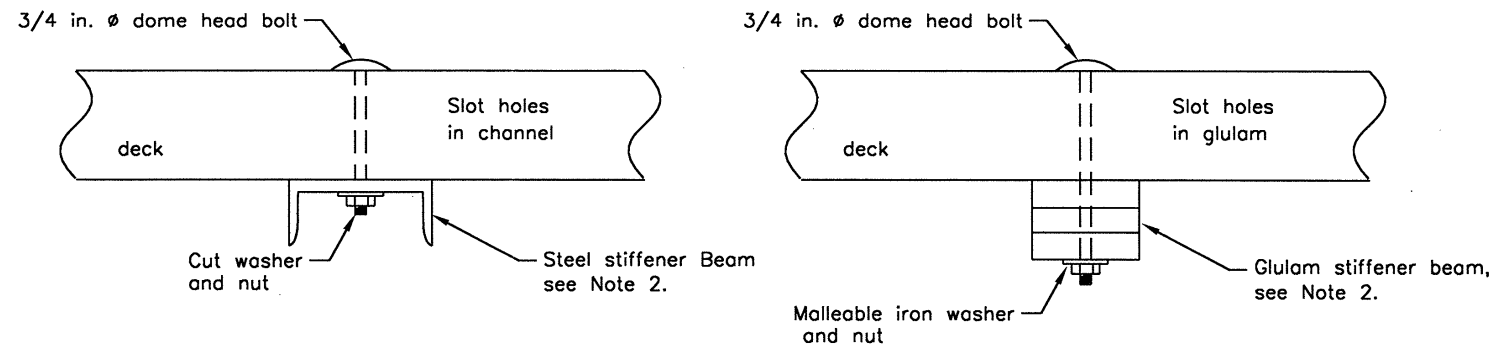 3/4 in. ø dome head bolt
Slot holes
in channel
deck
Cut washer
and nut
Steel stiffener Beam
see Note 2.
3/4 in. ø dome head bolt
Slot holes
in glulam
deck
Malleable iron washer
and nut
Glulam stiffener beam,
see Note 2.